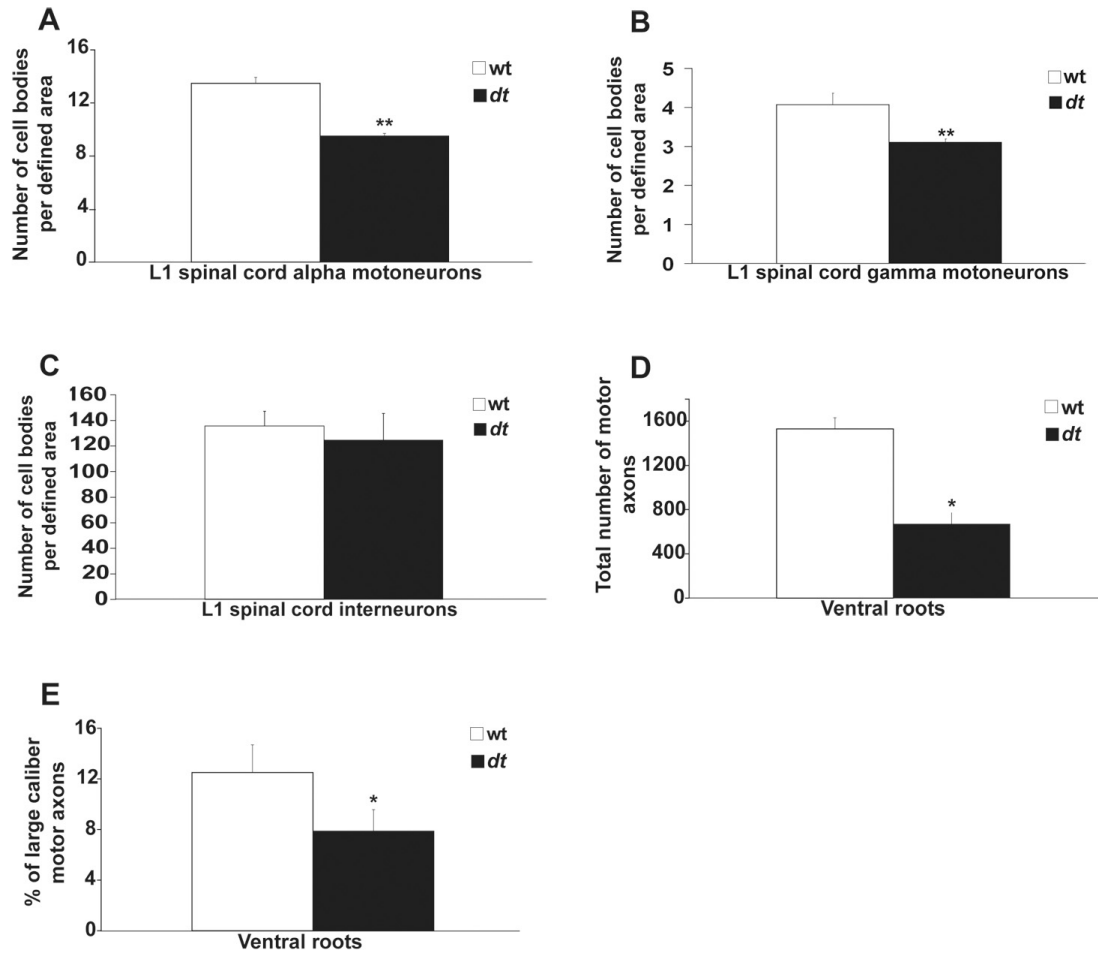 A
Number of cell bodies
per defined area
16
12
8
4
0
wt
dt
**
L1 spinal cord alpha motoneurons
B
Number of cell bodies
per defined area
5
4
3
2
1
0
wt
dt
**
L1 spinal cord gamma motoneurons
C
Number of cell bodies
per defined area
160
140
120
100
80
60
40
20
0
wt
dt
L1 spinal cord interneurons
D
Total number of motor
axons
1600
1200
800
400
0
wt
dt
*
Ventral roots
E
% of large caliber
motor axons
16
12
8
4
0
wt
dt
*
Ventral roots